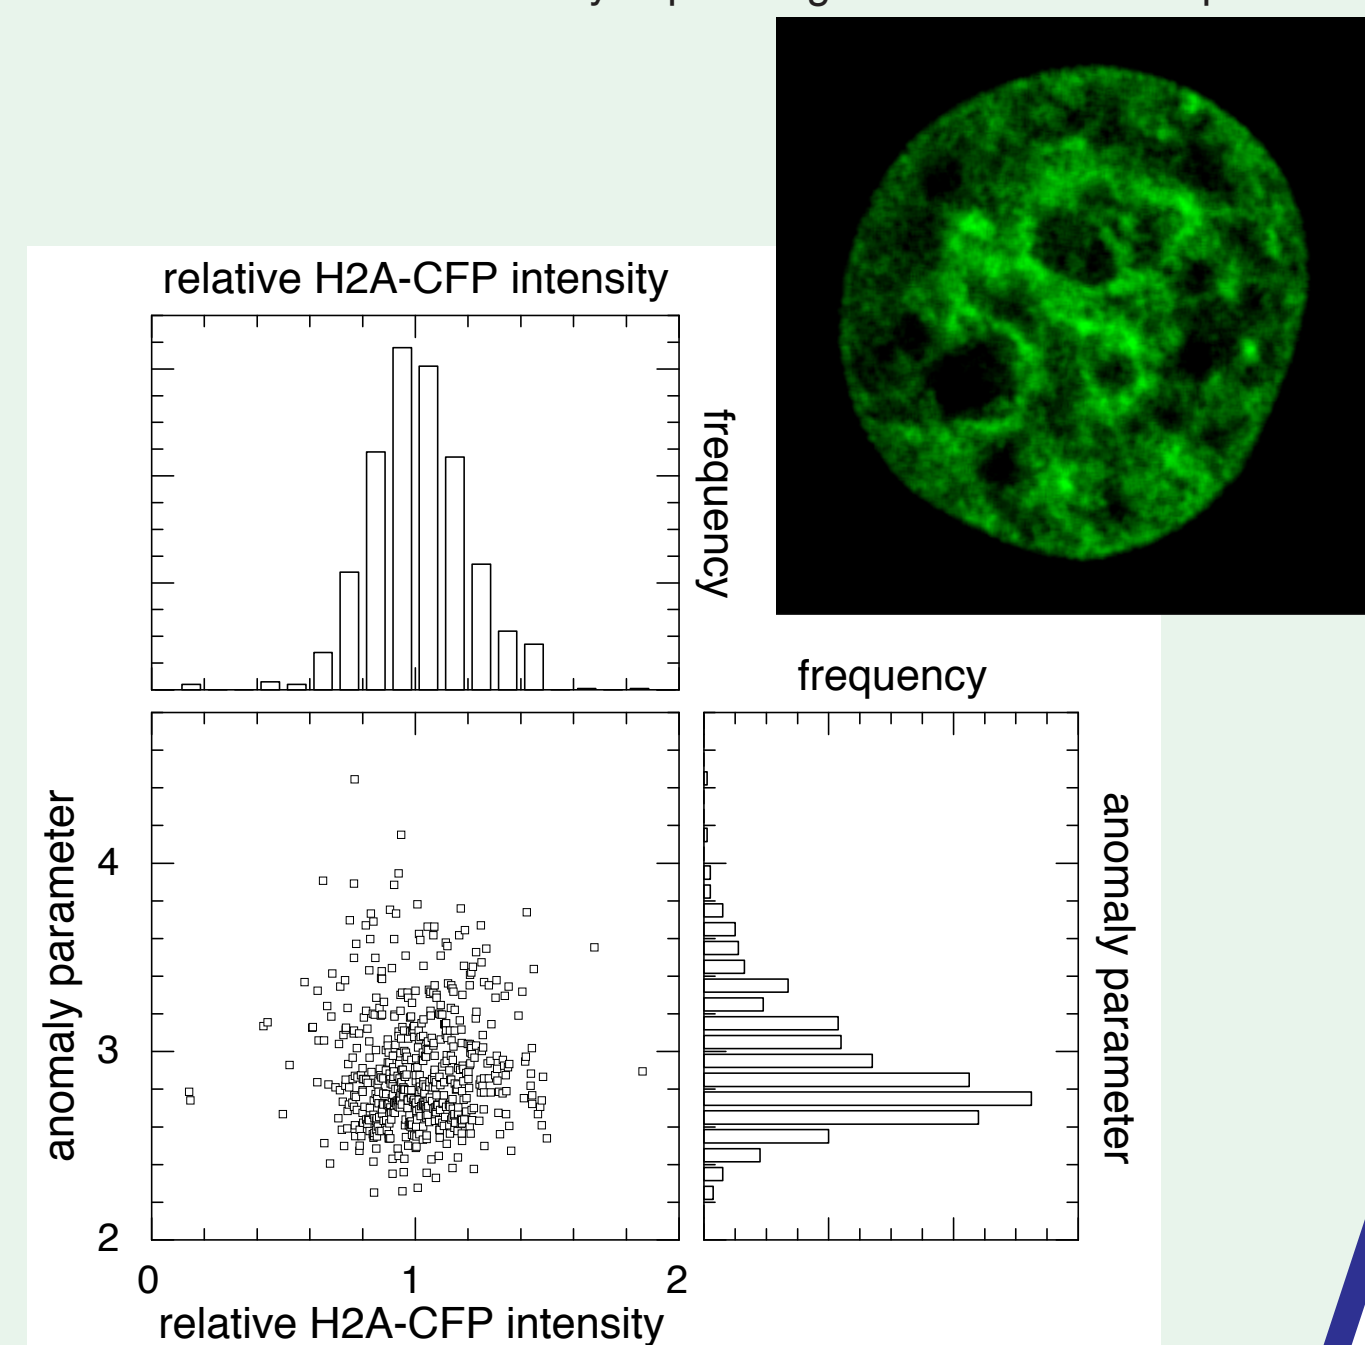 relative H2A-CFP intensity
frequency
frequency
anomaly parameter
4
3
2
anomaly parameter
0 1 2
relative H2A-CFP intensity